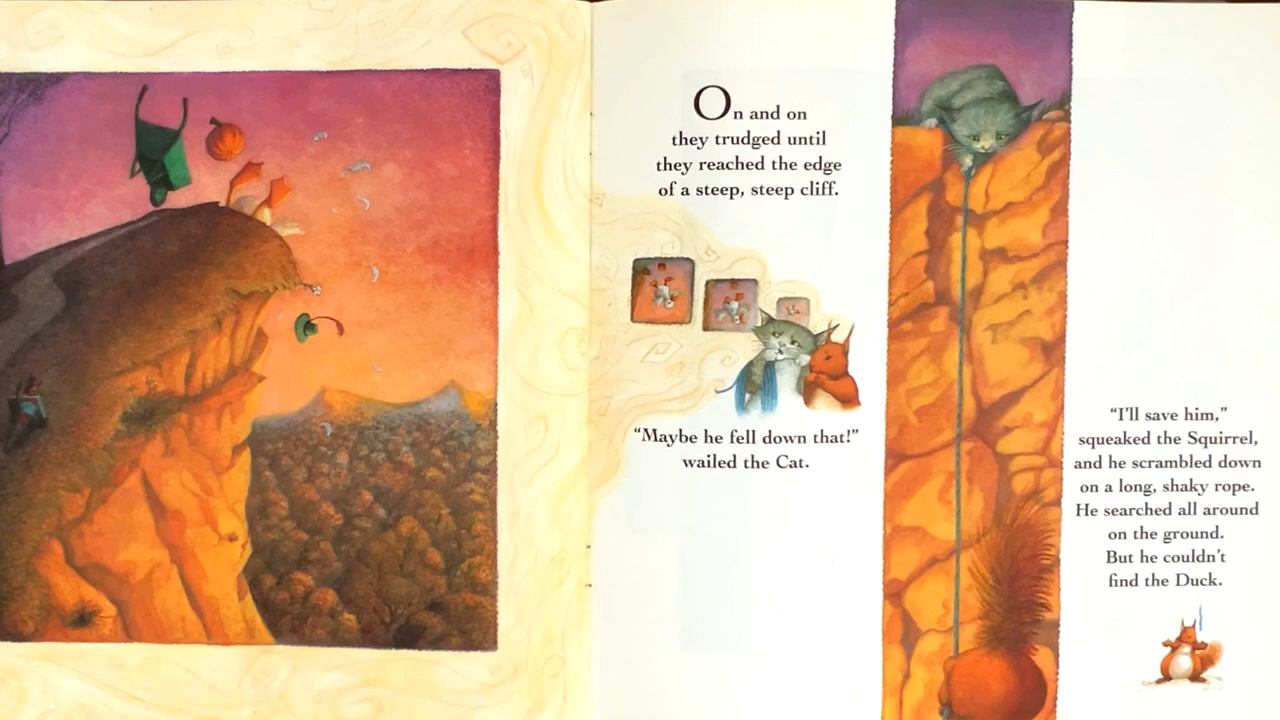 On and on
they trudged until
they reached the edge
of a steep, steep cliff.
“Maybe he fell down that!”
wailed the Cat.
“I’ll save him,”
squeaked the Squirrel,
and he scrambled down
on a long, shaky rope.
He searched all around
on the ground.
But he couldn’t
find the Duck.